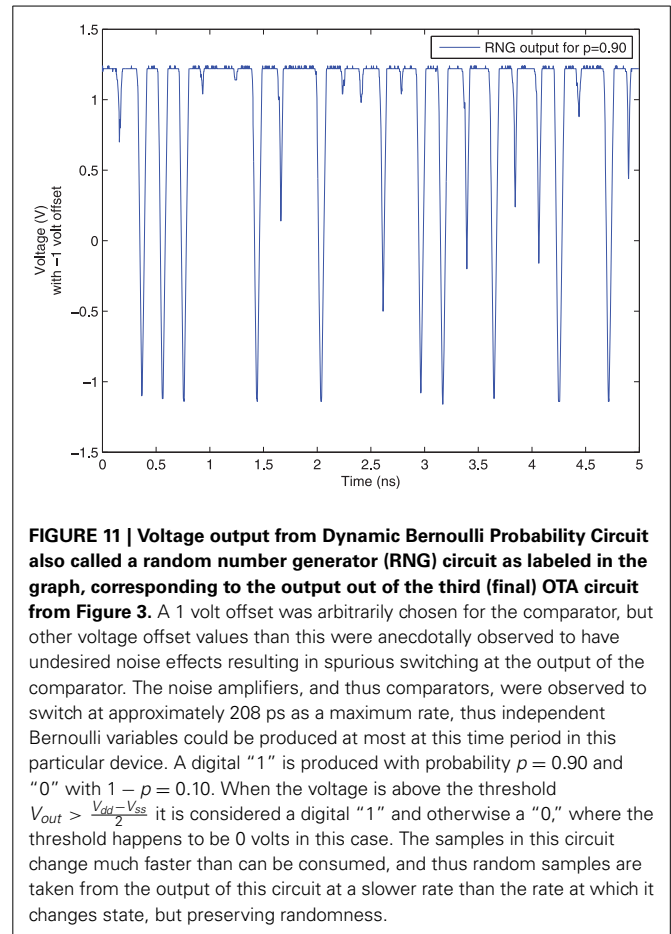 1.5
RNG output for p=0.90
1
0.5
0
−0.5
−1
−1.5
Voltage (V)
with −1 volt offset
0 0.5 1 1.5 2 2.5 3 3.5 4 4.5 5
Time (ns)
FIGURE 11 | Voltage output from Dynamic Bernoulli Probability Circuit
also called a random number generator (RNG) circuit as labeled in the
graph, corresponding to the output out of the third (final) OTA circuit
from Figure 3. A 1 volt offset was arbitrarily chosen for the comparator, but
other voltage offset values than this were anecdotally observed to have
undesired noise effects resulting in spurious switching at the output of the
comparator. The noise amplifiers, and thus comparators, were observed to
switch at approximately 208 ps as a maximum rate, thus independent
Bernoulli variables could be produced at most at this time period in this
particular device. A digital “1” is produced with probability p = 0.90 and
“0” with 1 − p = 0.10. When the voltage is above the threshold
V_out > (V_dd−V_ss)/2 it is considered a digital “1” and otherwise a “0,” where the
threshold happens to be 0 volts in this case. The samples in this circuit
change much faster than can be consumed, and thus random samples are
taken from the output of this circuit at a slower rate than the rate at which it
changes state, but preserving randomness.